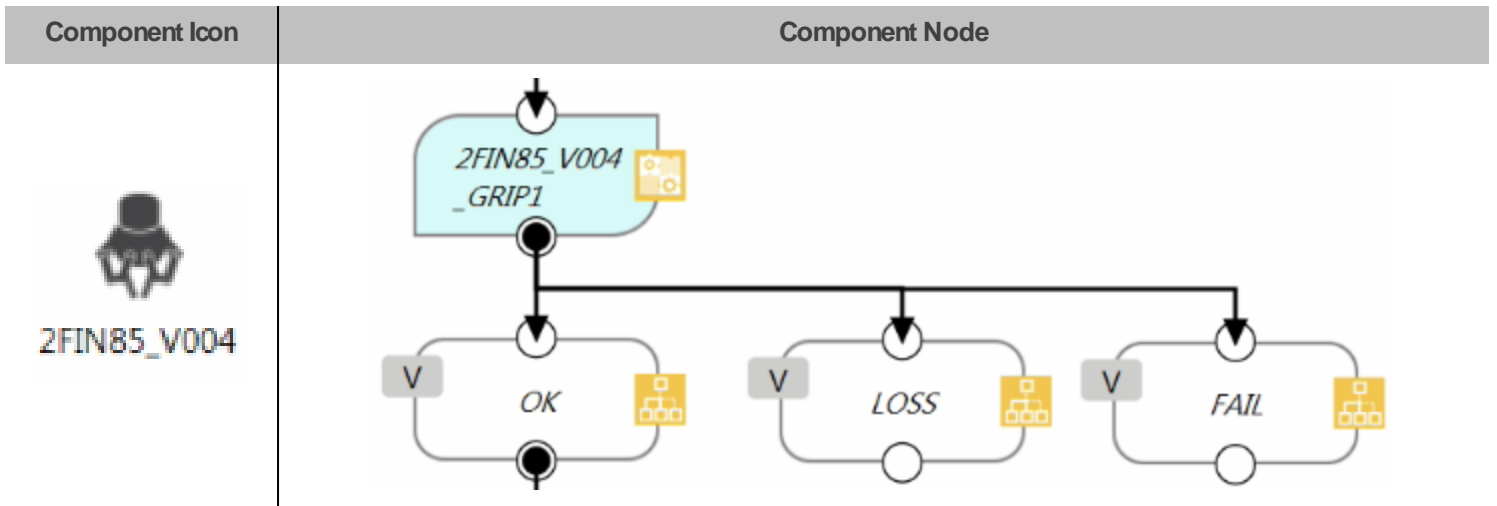 Component Icon
Component Node
2FIN85_V004
_GRIP1
2FIN85_V004
V
OK
V
LOSS
V
FAIL